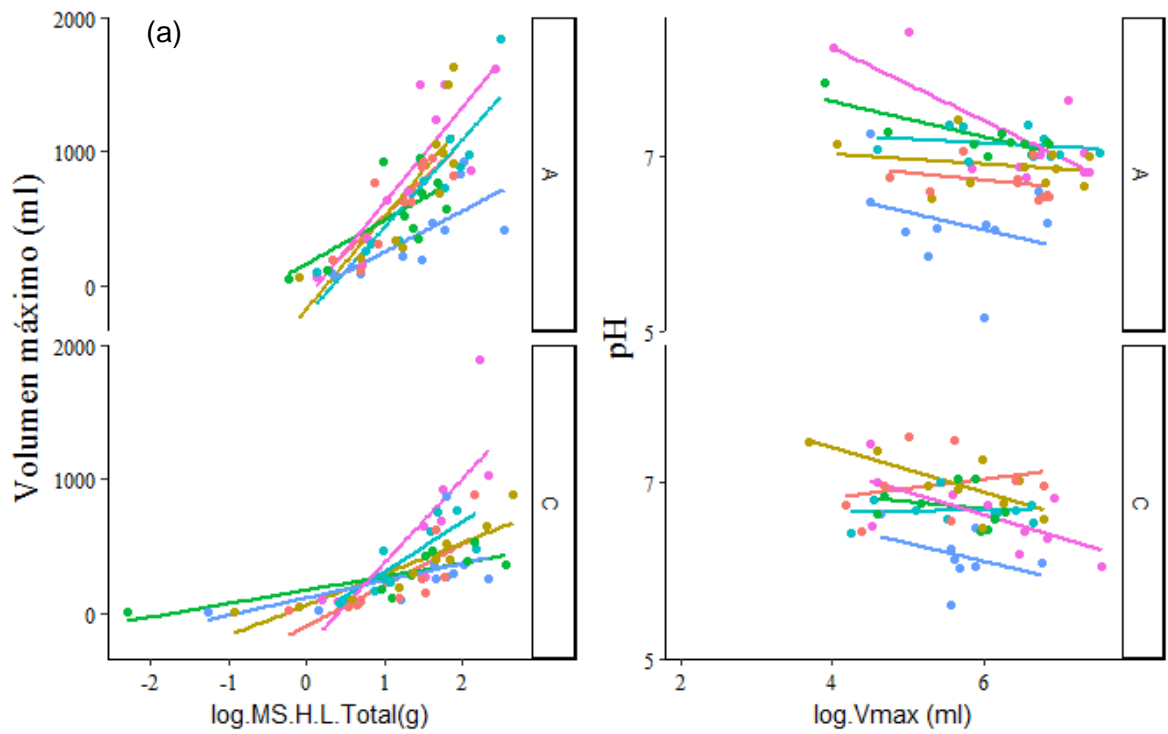 (a)
Volumen máximo (ml)
2000
1000
0
A
2000
1000
0
C
-2 -1 0 1 2
log.MS.H.L.Total(g)
pH
7
5
A
7
5
C
2 4 6
log.Vmax (ml)